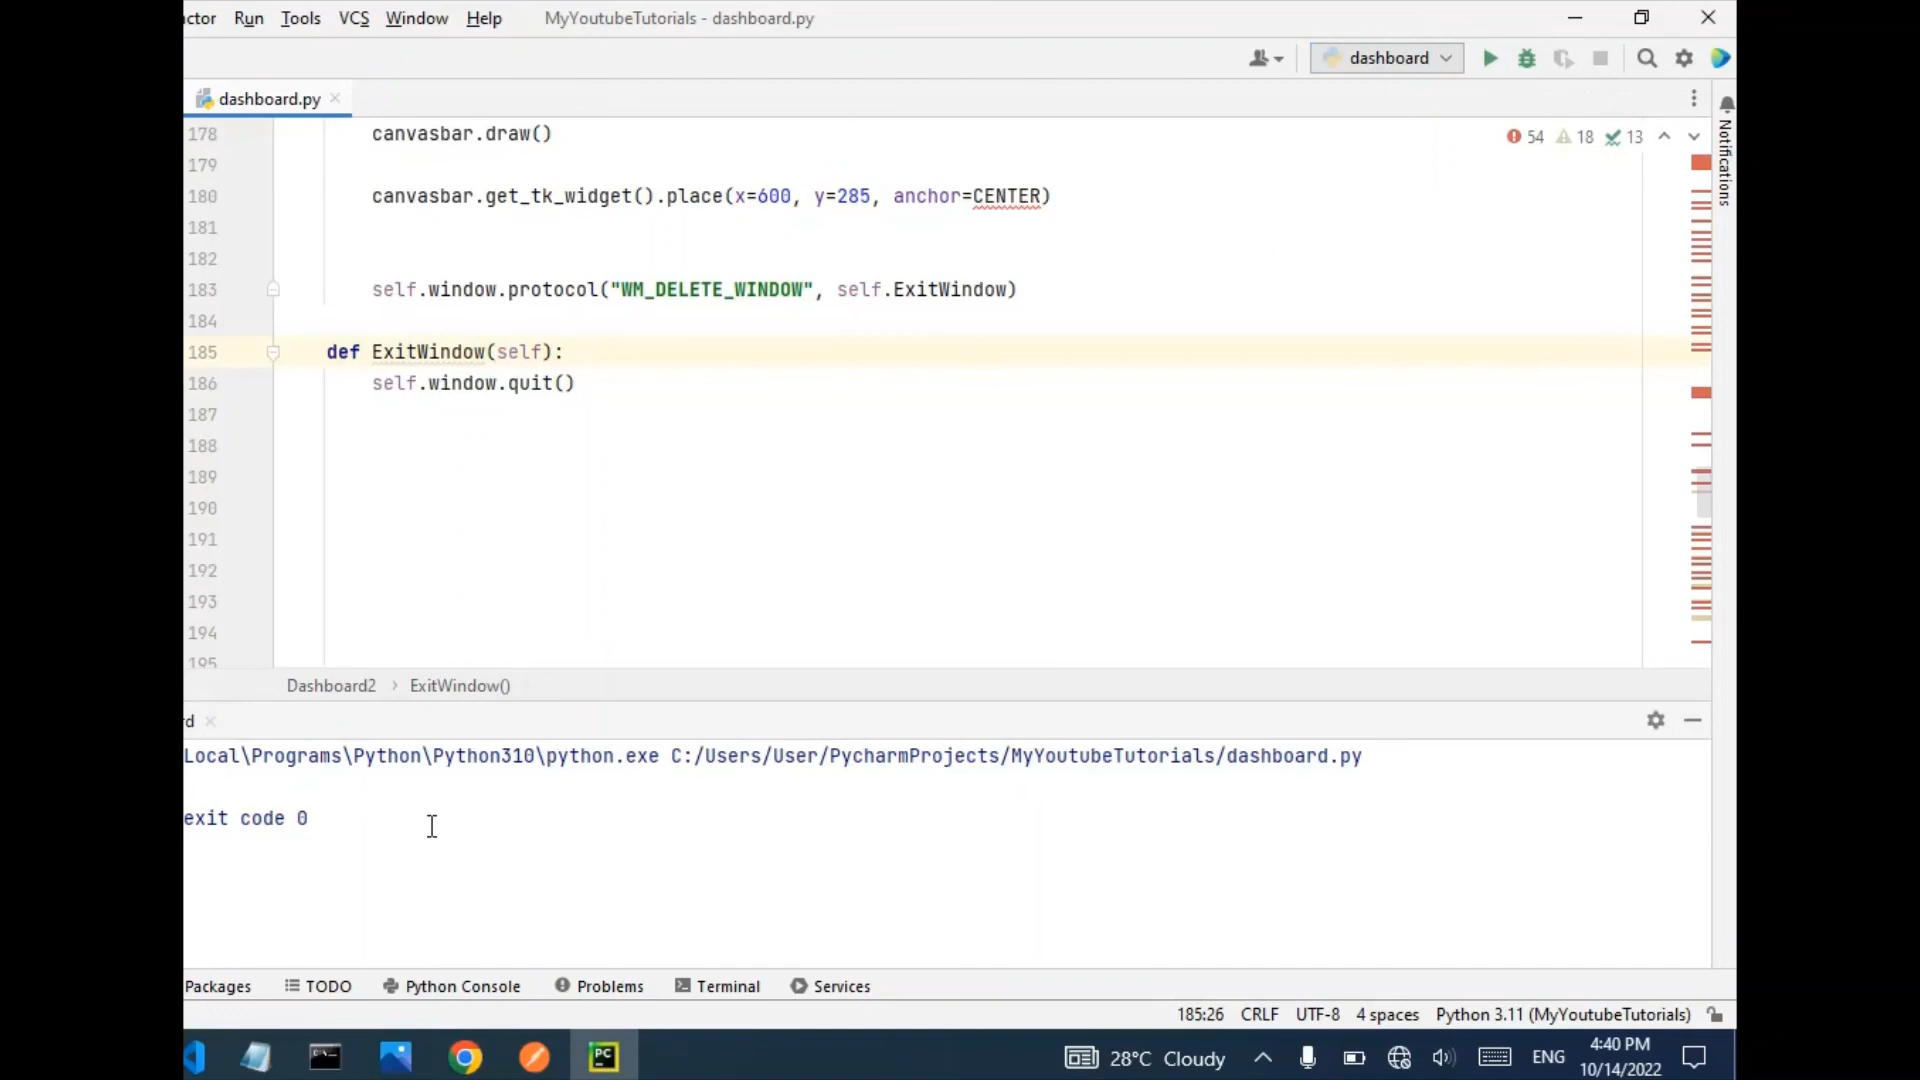 ctor Run Tools VCS Window Help MyYoutubeTutorials - dashboard.py
dashboard
dashboard.py
54 18 13
Notifications
178 canvasbar.draw()
179
180 canvasbar.get_tk_widget().place(x=600, y=285, anchor=CENTER)
181
182
183 self.window.protocol("WM_DELETE_WINDOW", self.ExitWindow)
184
185 def ExitWindow(self):
186 self.window.quit()
187
188
189
190
191
192
193
194
195
Dashboard2 › ExitWindow()
rd
Local\Programs\Python\Python310\python.exe C:/Users/User/PycharmProjects/MyYoutubeTutorials/dashboard.py
exit code 0
Packages TODO Python Console Problems Terminal Services
185:26 CRLF UTF-8 4 spaces Python 3.11 (MyYoutubeTutorials)
PC
28°C Cloudy ENG 4:40 PM
10/14/2022